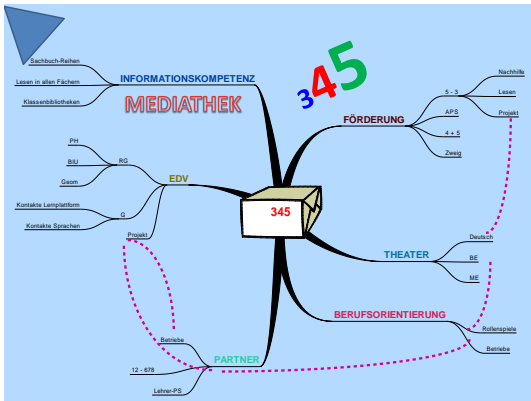 Sachbuch-Reihen
Lesen in allen Fächern
Klassenbibliotheken
INFORMATIONSKOMPETENZ
MEDIATHEK
345
FÖRDERUNG
5 - 3
Nachhilfe
Lesen
Projekt
APS
4 + 5
Zweig
PH
BIU
Geom
RG
EDV
Kontakte Lernplattform
Kontakte Sprachen
G
Projekt
345
THEATER
Deutsch
BE
ME
BERUFSORIENTIERUNG
Rollenspiele
Betriebe
PARTNER
Betriebe
12 - 678
Lehrer-PS